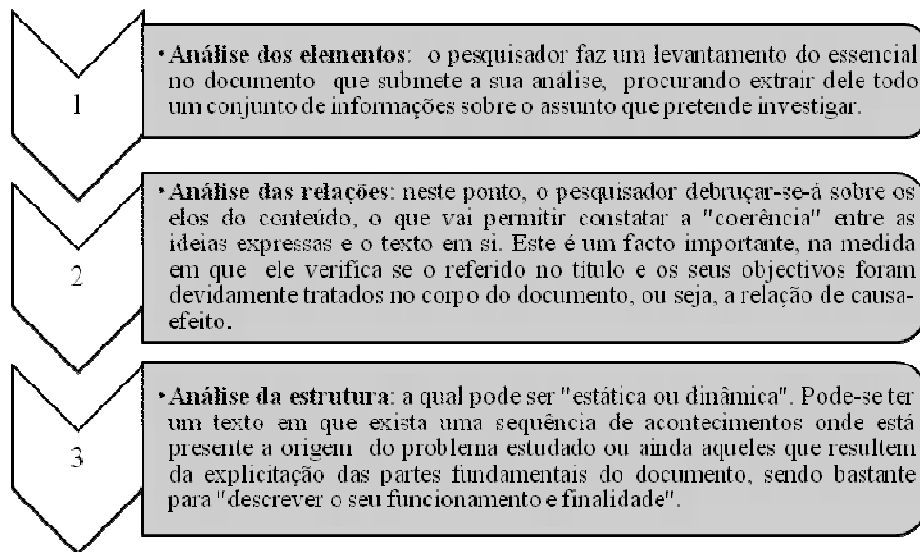 1
• Análise dos elementos: o pesquisador faz um levantamento do essencial
no documento que submete a sua análise, procurando extrair dele todo
um conjunto de informações sobre o assunto que pretende investigar.
2
• Análise das relações: neste ponto, o pesquisador debruçar-se-á sobre os
elos do conteúdo, o que vai permitir constatar a "coerência" entre as
ideias expressas e o texto em si. Este é um facto importante, na medida
em que ele verifica se o referido no título e os seus objectivos foram
devidamente tratados no corpo do documento, ou seja, a relação de causa-
efeito.
3
• Análise da estrutura: a qual pode ser "estática ou dinâmica". Pode-se ter
um texto em que exista uma sequência de acontecimentos onde está
presente a origem do problema estudado ou ainda aqueles que resultem
da explicitação das partes fundamentais do documento, sendo bastante
para "descrever o seu funcionamento e finalidade".